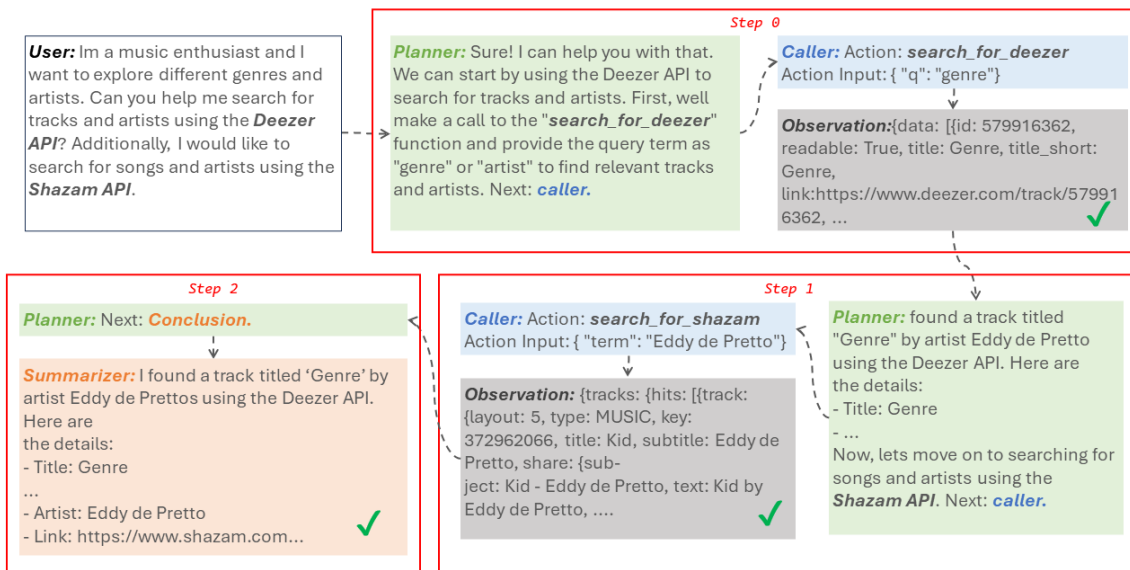 Step 0
User: Im a music enthusiast and I
want to explore different genres and
artists. Can you help me search for
tracks and artists using the Deezer
API? Additionally, I would like to
search for songs and artists using the
Shazam API.
Planner: Sure! I can help you with that.
We can start by using the Deezer API to
search for tracks and artists. First, well
make a call to the "search_for_deezer"
function and provide the query term as
"genre" or "artist" to find relevant tracks
and artists. Next: caller.
Caller: Action: search_for_deezer
Action Input: { "q": "genre"}
Observation:{data: [{id: 579916362,
readable: True, title: Genre, title_short:
Genre,
link:https://www.deezer.com/track/57991
6362, ...
Step 1
Planner: found a track titled
"Genre" by artist Eddy de Pretto
using the Deezer API. Here are
the details:
- Title: Genre
- ...
Now, lets move on to searching for
songs and artists using the
Shazam API. Next: caller.
Caller: Action: search_for_shazam
Action Input: { "term": "Eddy de Pretto"}
Observation: {tracks: {hits: [{track:
{layout: 5, type: MUSIC, key:
372962066, title: Kid, subtitle: Eddy de
Pretto, share: {sub-
ject: Kid - Eddy de Pretto, text: Kid by
Eddy de Pretto, ....
Step 2
Planner: Next: Conclusion.
Summarizer: I found a track titled ‘Genre’ by
artist Eddy de Prettos using the Deezer API.
Here are
the details:
- Title: Genre
...
- Artist: Eddy de Pretto
- Link: https://www.shazam.com...